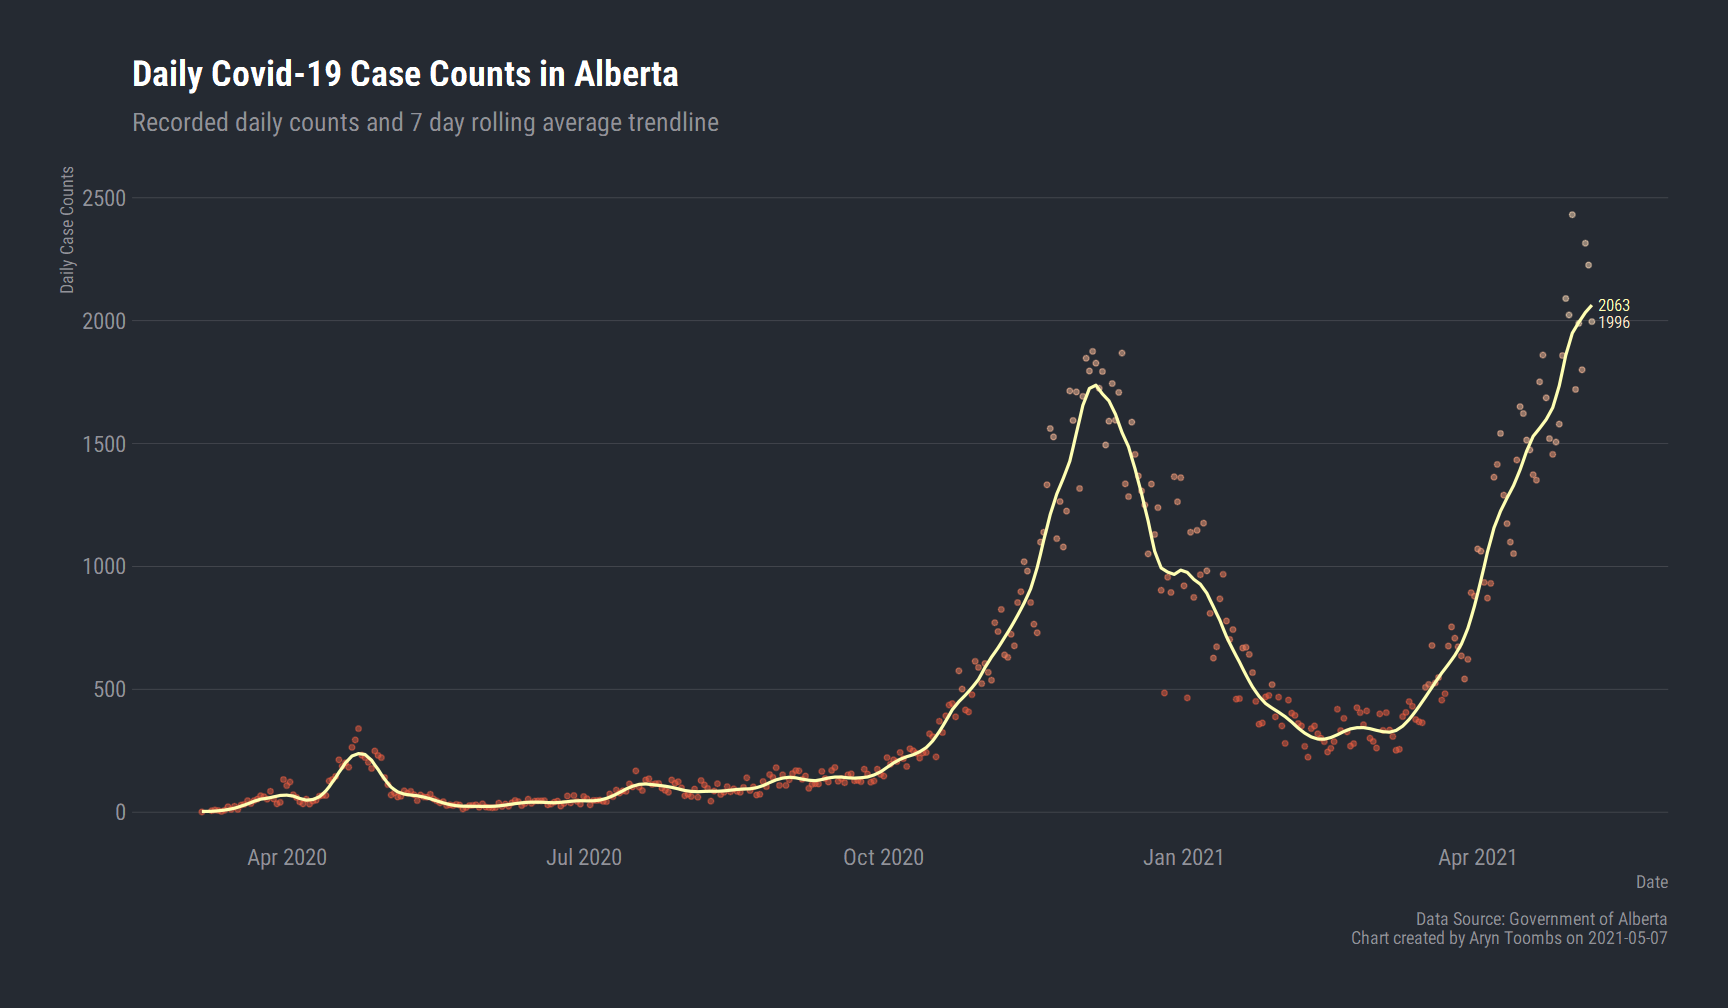 Daily Covid-19 Case Counts in Alberta
Recorded daily counts and 7 day rolling average trendline
Daily Case Counts
2500
2000
1500
1000
500
0
2063
1996
Apr 2020
Jul 2020
Oct 2020
Jan 2021
Apr 2021
Date
Data Source: Government of Alberta
Chart created by Aryn Toombs on 2021-05-07